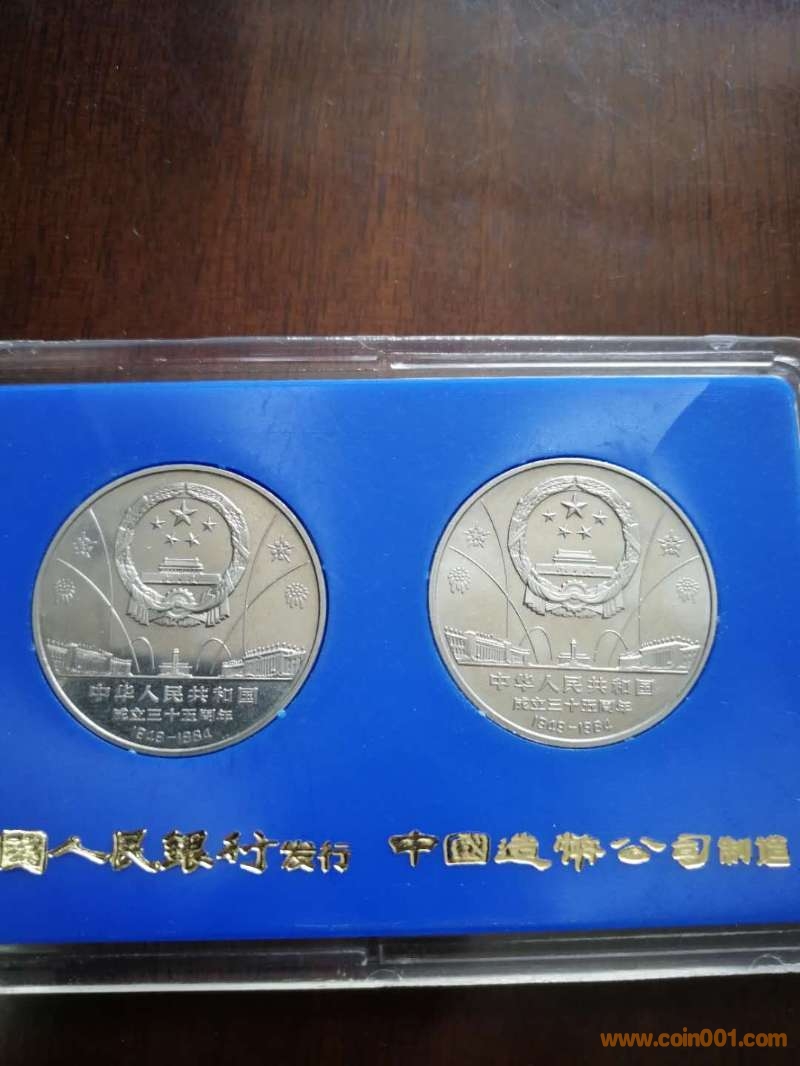 中华人民共和国
成立三十五周年
1949-1984
中华人民共和国
成立三十五周年
1949-1984
國人民銀行发行 中國造幣公司制造
www.coin001.com